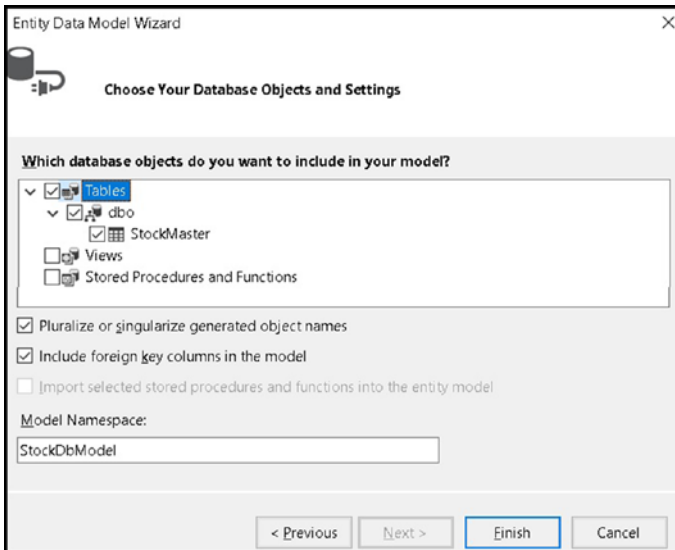 Entity Data Model Wizard
Choose Your Database Objects and Settings
Which database objects do you want to include in your model?
Tables
dbo
StockMaster
Views
Stored Procedures and Functions
Pluralize or singularize generated object names
Include foreign key columns in the model
Import selected stored procedures and functions into the entity model
Model Namespace:
StockDbModel
< Previous Next > Finish Cancel